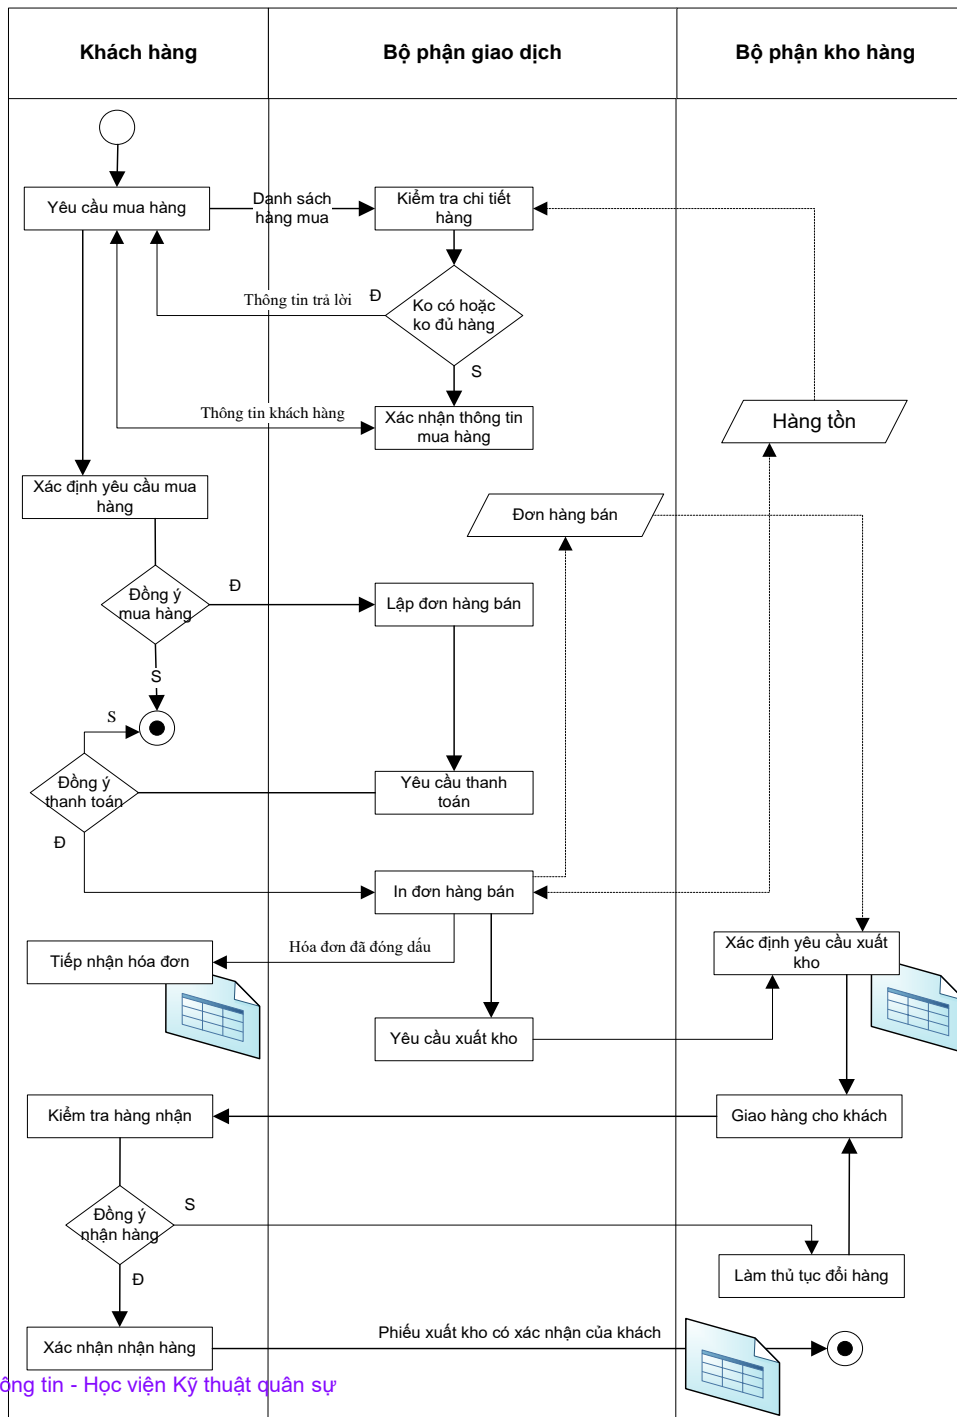 Khách hàng
Bộ phận giao dịch
Bộ phận kho hàng
Yêu cầu mua hàng
Danh sách
hàng mua
Kiểm tra chi tiết
hàng
Thông tin trả lời
Đ
Ko có hoặc
ko đủ hàng
S
Thông tin khách hàng
Xác nhận thông tin
mua hàng
Hàng tồn
Xác định yêu cầu mua
hàng
Đơn hàng bán
Đồng ý
mua hàng
Đ
Lập đơn hàng bán
S
S
Đồng ý
thanh toán
Yêu cầu thanh
toán
Đ
In đơn hàng bán
Hóa đơn đã đóng dấu
Tiếp nhận hóa đơn
Xác định yêu cầu xuất
kho
Yêu cầu xuất kho
Kiểm tra hàng nhận
Giao hàng cho khách
S
Đồng ý
nhận hàng
Đ
Làm thủ tục đổi hàng
Xác nhận nhận hàng
Phiếu xuất kho có xác nhận của khách
ông tin - Học viện Kỹ thuật quân sự